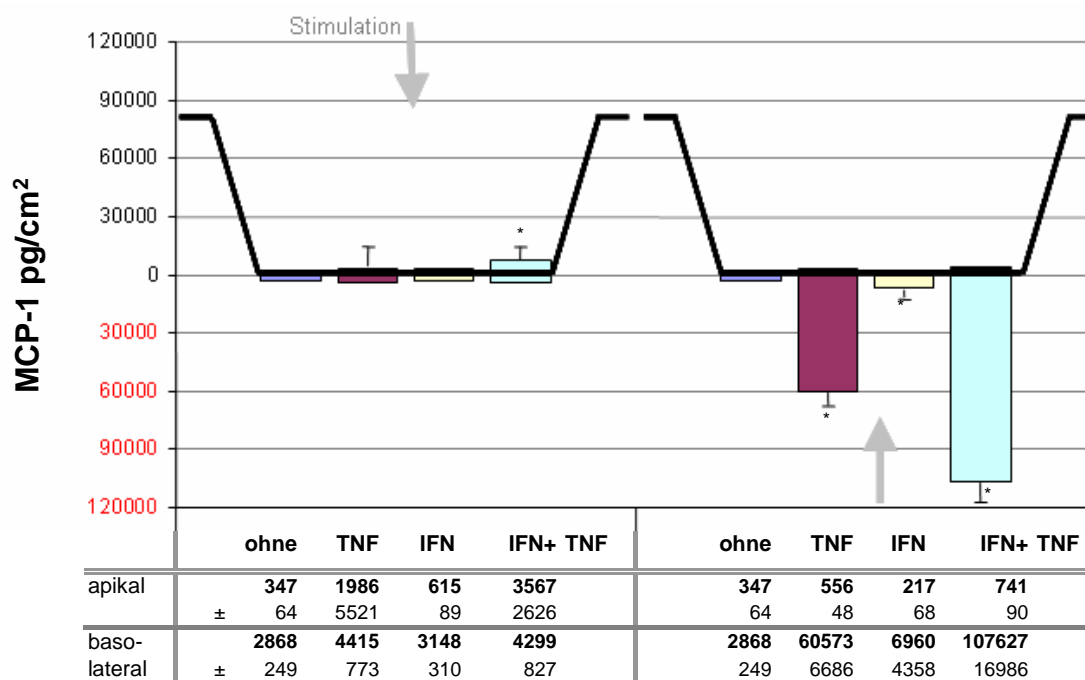 Stimulation
120000
90000
60000
30000
0
30000
60000
90000
120000
MCP-1 pg/cm²
*
*
*
*
ohne TNF IFN IFN+ TNF ohne TNF IFN IFN+ TNF
apikal 347 1986 615 3567 347 556 217 741
± 64 5521 89 2626 64 48 68 90
baso- 2868 4415 3148 4299 2868 60573 6960 107627
lateral ± 249 773 310 827 249 6686 4358 16986